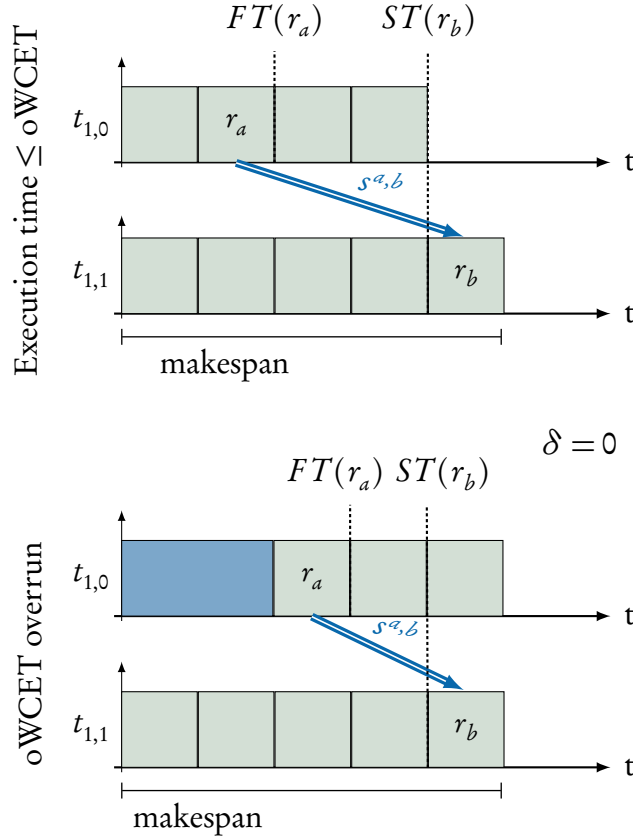 FT(r_a) ST(r_b)
Execution time ≤ oWCET
t_{1,0}
r_a
t
s^{a,b}
t_{1,1}
r_b
t
makespan
δ = 0
FT(r_a) ST(r_b)
oWCET overrun
t_{1,0}
r_a
t
s^{a,b}
t_{1,1}
r_b
t
makespan